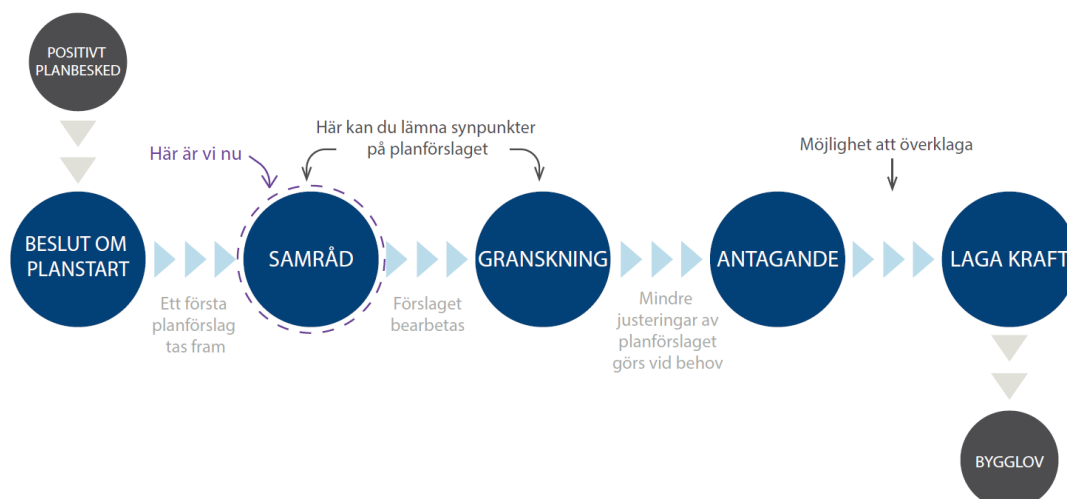 POSITIVT
PLANBESKED
Här är vi nu
Här kan du lämna synpunkter
på planförslaget
Möjlighet att överklaga
BESLUT OM
PLANSTART
SAMRÅD
GRANSKNING
ANTAGANDE
LAGA KRAFT
Ett första
planförslag
tas fram
Förslaget
bearbetas
Mindre
justeringar av
planförslaget
görs vid behov
BYGGLOV